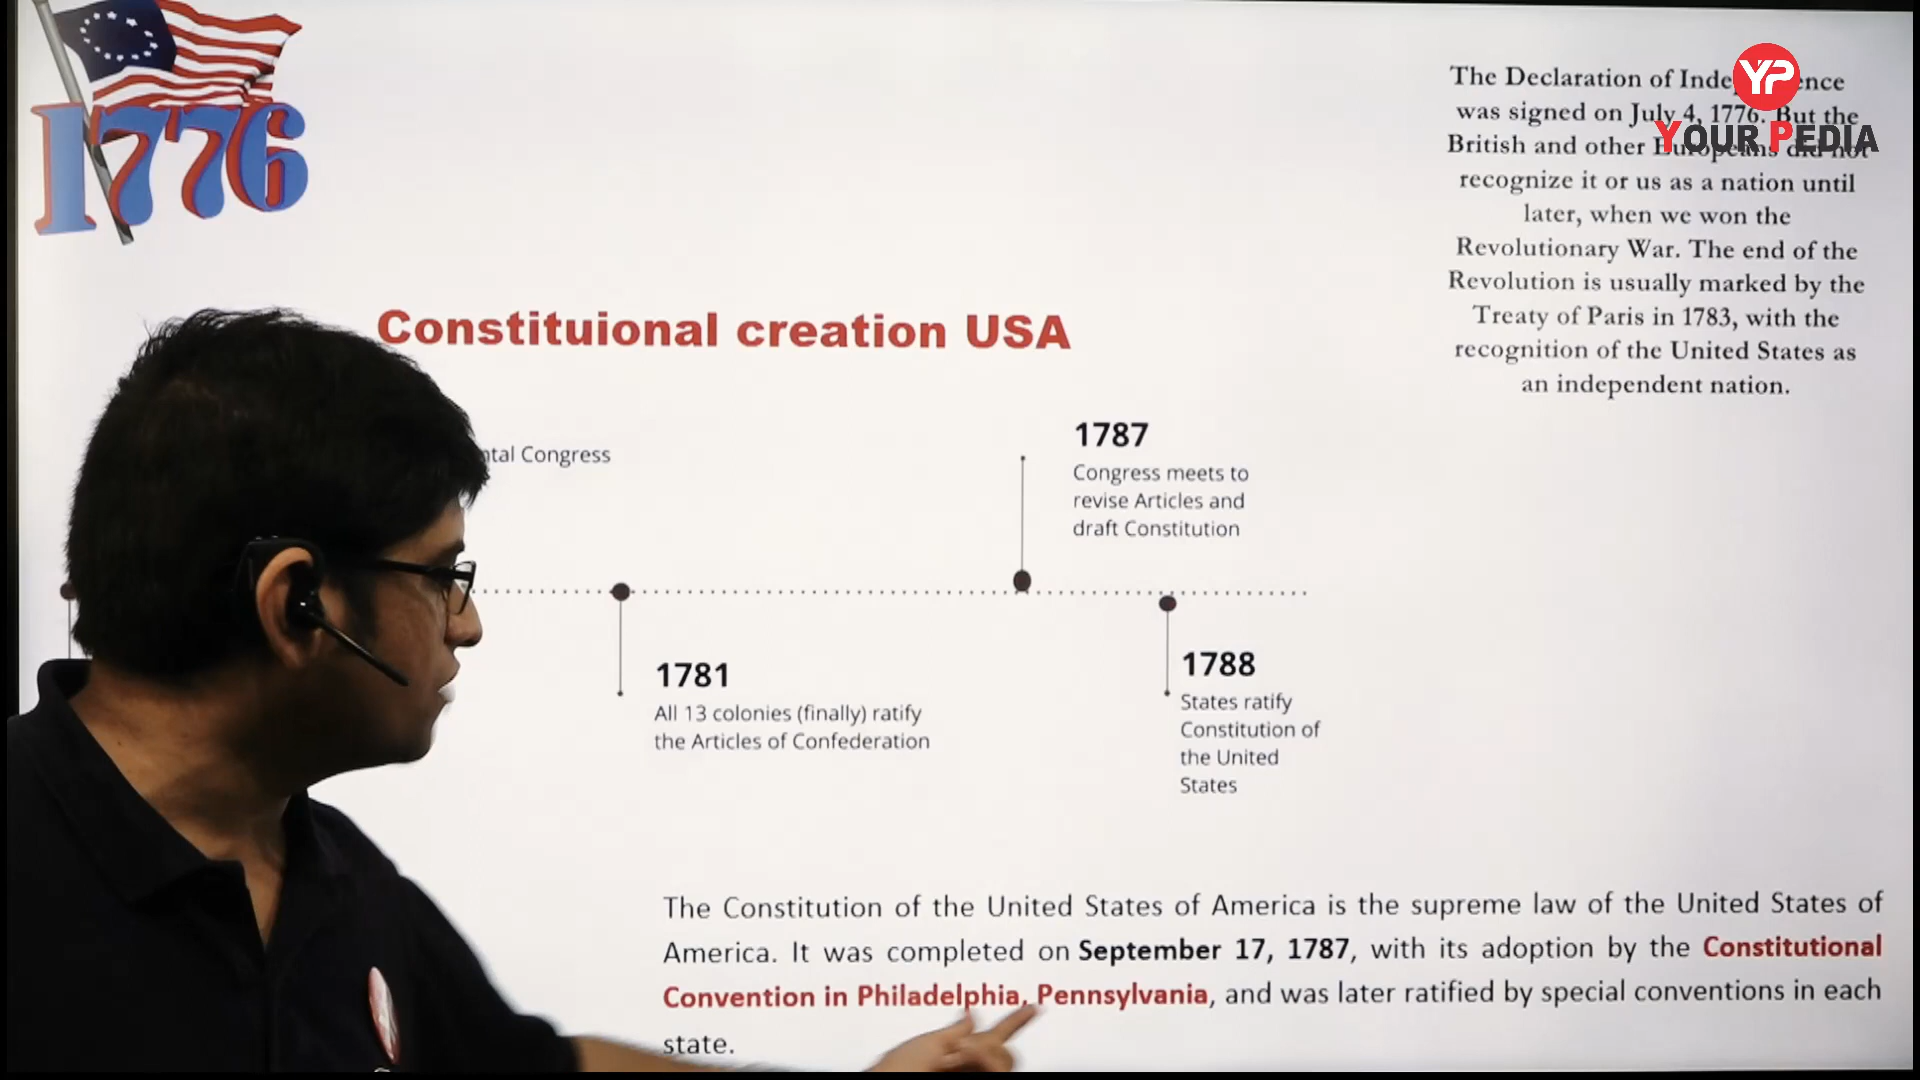 1776
YP
YOUR PEDIA
The Declaration of
was signed on July 4, 1776. But the
British and other Europeans did not
recognize it or us as a nation until
later, when we won the
Revolutionary War. The end of the
Revolution is usually marked by the
Treaty of Paris in 1783, with the
recognition of the United States as
an independent nation.
Constituional creation USA
Congress
1787
Congress meets to
revise Articles and
draft Constitution
1781
All 13 colonies (finally) ratify
the Articles of Confederation
1788
States ratify
Constitution of
the United
States
The Constitution of the United States of America is the supreme law of the United States of
America. It was completed on September 17, 1787, with its adoption by the Constitutional
Convention in Philadelphia, Pennsylvania, and was later ratified by special conventions in each
state.